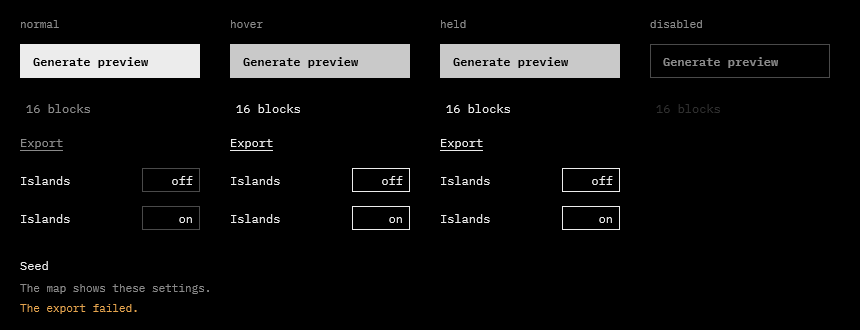 normal hover held disabled
Generate preview Generate preview Generate preview Generate preview
16 blocks 16 blocks 16 blocks 16 blocks
Export Export Export
Islands off Islands off Islands off
Islands on Islands on Islands on
Seed
The map shows these settings.
The export failed.